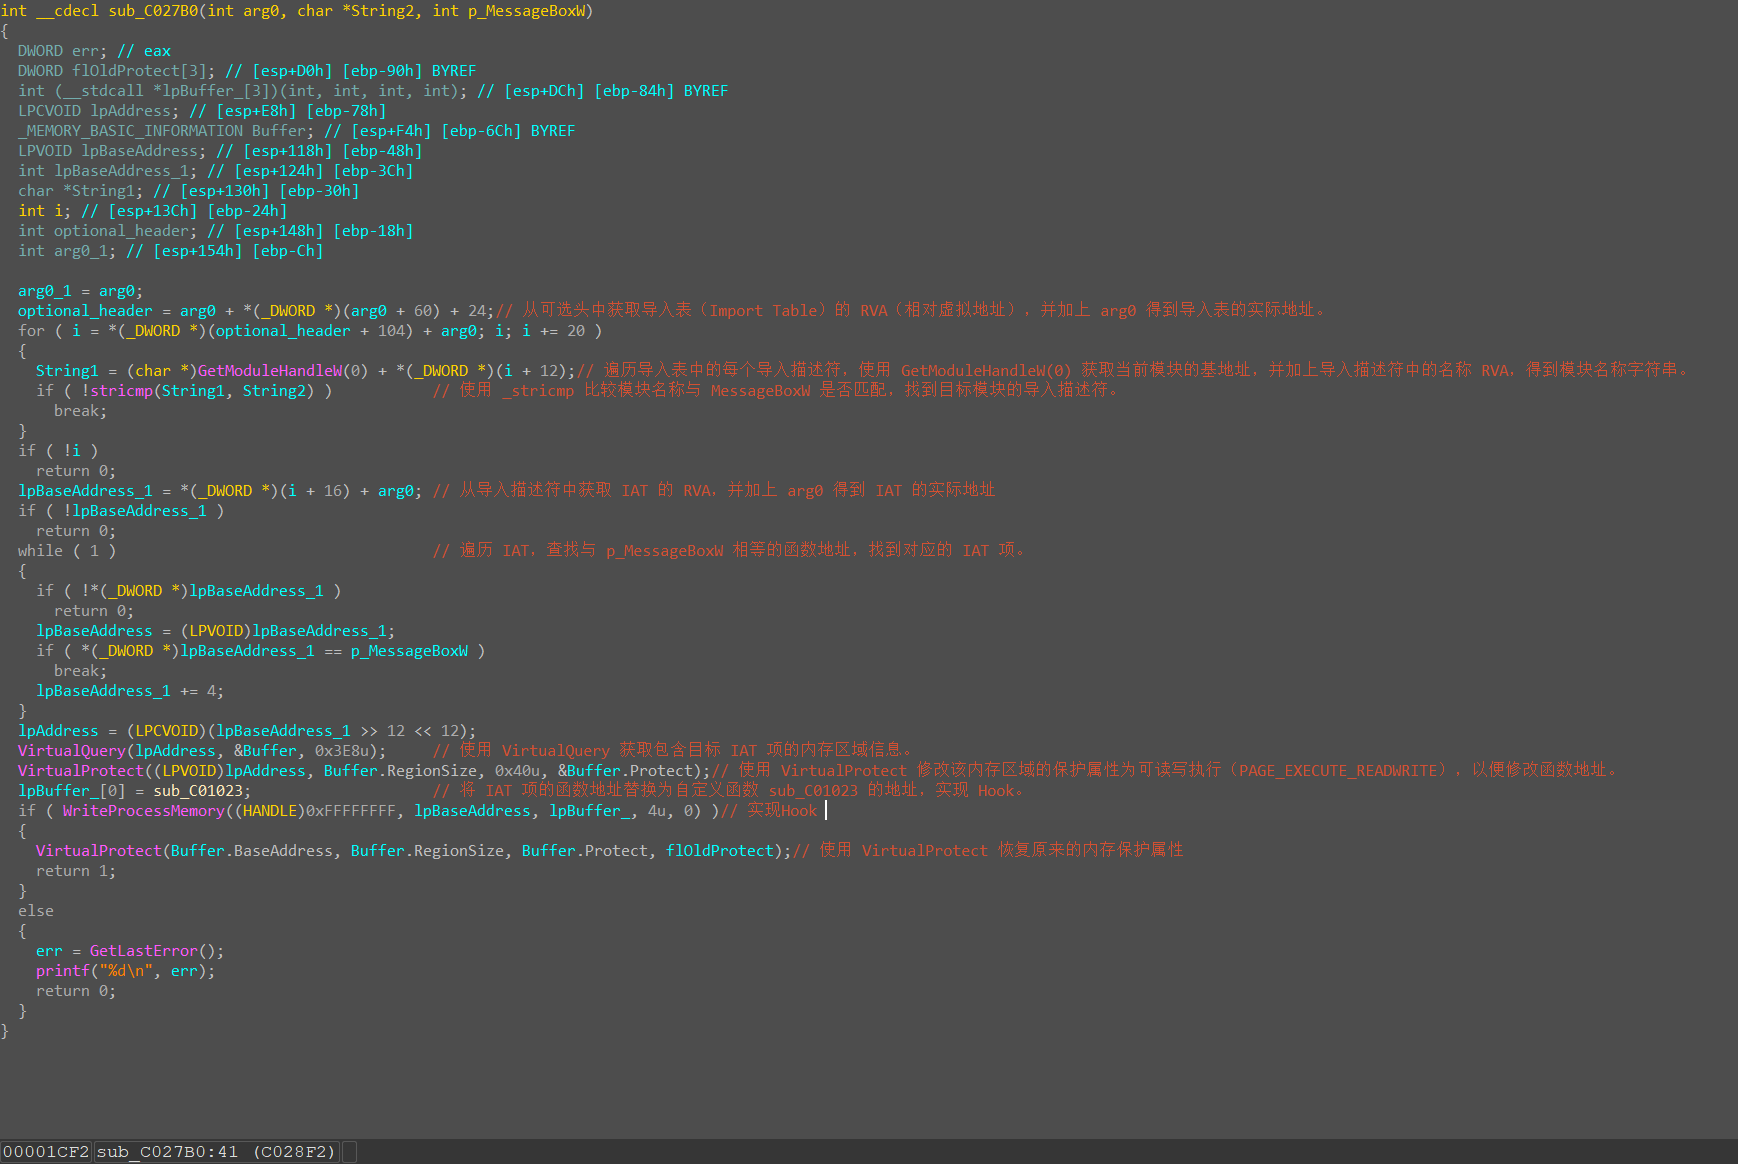 int __cdecl sub_C027B0(int arg0, char *String2, int p_MessageBoxW)
{
  DWORD err; // eax
  DWORD flOldProtect[3]; // [esp+D0h] [ebp-90h] BYREF
  int (__stdcall *lpBuffer_[3])(int, int, int, int); // [esp+DCh] [ebp-84h] BYREF
  LPCVOID lpAddress; // [esp+E8h] [ebp-78h]
  _MEMORY_BASIC_INFORMATION Buffer; // [esp+F4h] [ebp-6Ch] BYREF
  LPVOID lpBaseAddress; // [esp+118h] [ebp-48h]
  int lpBaseAddress_1; // [esp+124h] [ebp-3Ch]
  char *String1; // [esp+130h] [ebp-30h]
  int i; // [esp+13Ch] [ebp-24h]
  int optional_header; // [esp+148h] [ebp-18h]
  int arg0_1; // [esp+154h] [ebp-Ch]

  arg0_1 = arg0;
  optional_header = arg0 + *(_DWORD *)(arg0 + 60) + 24;// 从可选头中获取导入表（Import Table）的 RVA（相对虚拟地址），并加上 arg0 得到导入表的实际地址。
  for ( i = *(_DWORD *)(optional_header + 104) + arg0; i; i += 20 )
  {
    String1 = (char *)GetModuleHandleW(0) + *(_DWORD *)(i + 12);// 遍历导入表中的每个导入描述符，使用 GetModuleHandleW(0) 获取当前模块的基地址，并加上导入描述符中的名称 RVA，得到模块名称字符串。
    if ( !stricmp(String1, String2) )           // 使用 _stricmp 比较模块名称与 MessageBoxW 是否匹配，找到目标模块的导入描述符。
      break;
  }
  if ( !i )
    return 0;
  lpBaseAddress_1 = *(_DWORD *)(i + 16) + arg0; // 从导入描述符中获取 IAT 的 RVA，并加上 arg0 得到 IAT 的实际地址
  if ( !lpBaseAddress_1 )
    return 0;
  while ( 1 )                                   // 遍历 IAT，查找与 p_MessageBoxW 相等的函数地址，找到对应的 IAT 项。
  {
    if ( !*(_DWORD *)lpBaseAddress_1 )
      return 0;
    lpBaseAddress = (LPVOID)lpBaseAddress_1;
    if ( *(_DWORD *)lpBaseAddress_1 == p_MessageBoxW )
      break;
    lpBaseAddress_1 += 4;
  }
  lpAddress = (LPCVOID)(lpBaseAddress_1 >> 12 << 12);
  VirtualQuery(lpAddress, &Buffer, 0x3E8u);     // 使用 VirtualQuery 获取包含目标 IAT 项的内存区域信息。
  VirtualProtect((LPVOID)lpAddress, Buffer.RegionSize, 0x40u, &Buffer.Protect);// 使用 VirtualProtect 修改该内存区域的保护属性为可读写执行（PAGE_EXECUTE_READWRITE），以便修改函数地址。
  lpBuffer_[0] = sub_C01023;                    // 将 IAT 项的函数地址替换为自定义函数 sub_C01023 的地址，实现 Hook。
  if ( WriteProcessMemory((HANDLE)0xFFFFFFFF, lpBaseAddress, lpBuffer_, 4u, 0) )// 实现Hook
  {
    VirtualProtect(Buffer.BaseAddress, Buffer.RegionSize, Buffer.Protect, flOldProtect);// 使用 VirtualProtect 恢复原来的内存保护属性
    return 1;
  }
  else
  {
    err = GetLastError();
    printf("%d\n", err);
    return 0;
  }
}
00001CF2 sub_C027B0:41 (C028F2)